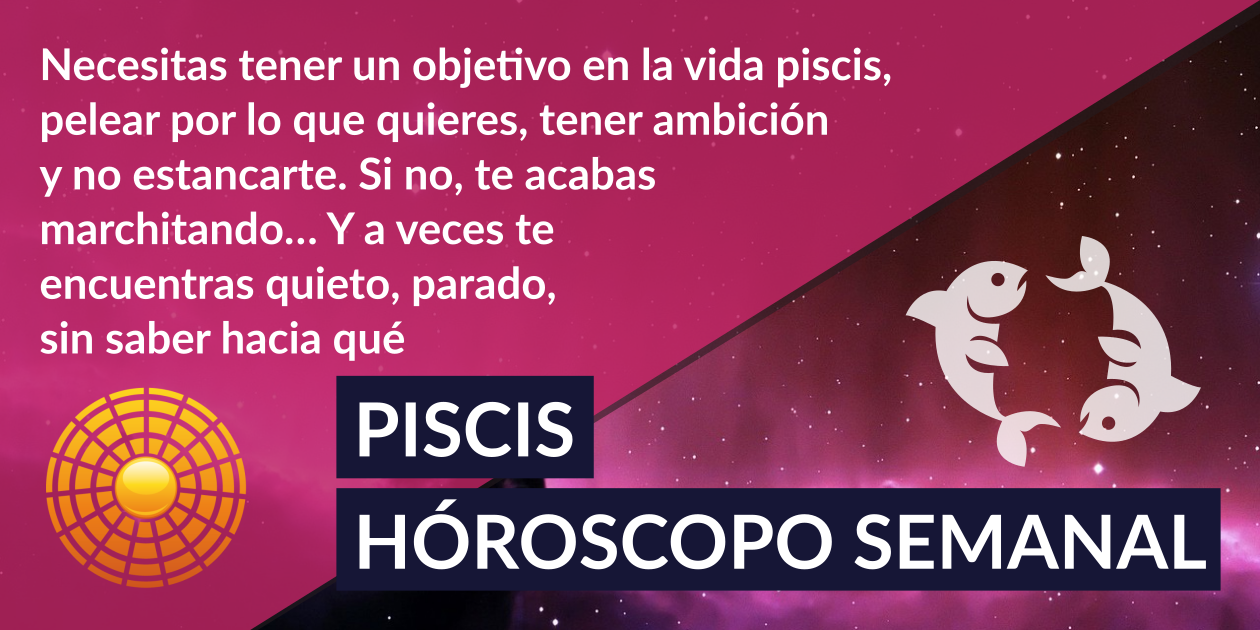 Necesitas tener un objetivo en la vida piscis,
pelear por lo que quieres, tener ambición
y no estancarte. Si no, te acabas
marchitando... Y a veces te
encuentras quieto, parado,
sin saber hacia qué
PISCIS
HÓROSCOPO SEMANAL